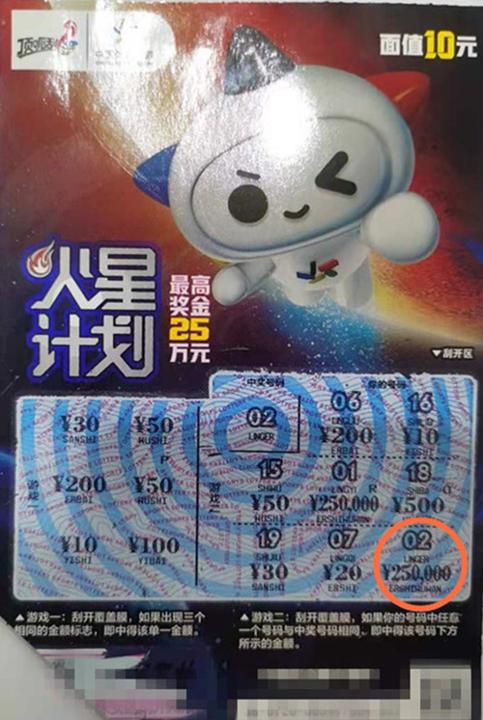 顶呱刮
面值10元
火星
计划
最高
奖金
25
万元
▼刮开区
中奖号码
你的号码
02
LINGER
06
LINGLIU
¥200
ERBAI
16
SHILIU
¥10
YISHI
15
SHIWU
¥50
WUSHI
01
LINGYI
¥250,000
ERSHIWUWAN
18
SHIBA
¥500
19
SHIJIU
¥30
SANSHI
07
LINGQI
¥20
ERSHI
02
LINGER
¥250,000
ERSHIWUWAN
¥30
SANSHI
¥50
WUSHI
¥200
ERBAI
¥50
WUSHI
¥10
YISHI
¥100
YIBAI
▲游戏一：刮开覆盖膜，如果出现三个
相同的金额标志，即中得该单一金额。
▲游戏二：刮开覆盖膜，如果你的号码中任意
一个号码与中奖号码相同，即中得该号码下方
所示的金额。